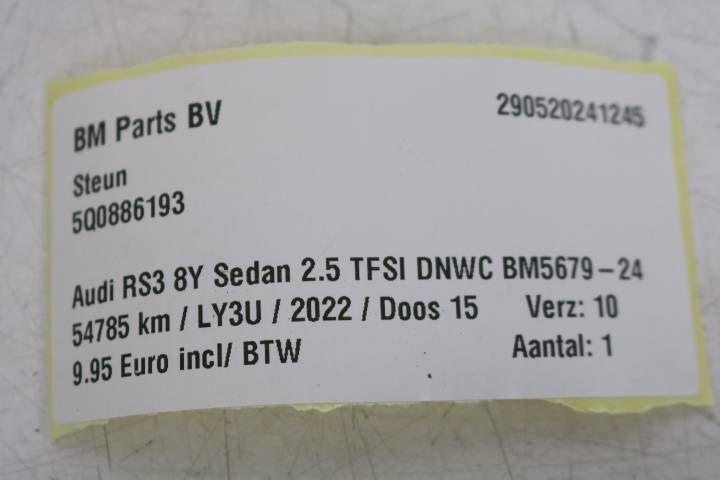 BM Parts BV 290520241245
Steun
5Q0886193
Audi RS3 8Y Sedan 2.5 TFSI DNWC BM5679-24
54785 km / LY3U / 2022 / Doos 15 Verz: 10
9.95 Euro incl/ BTW Aantal: 1